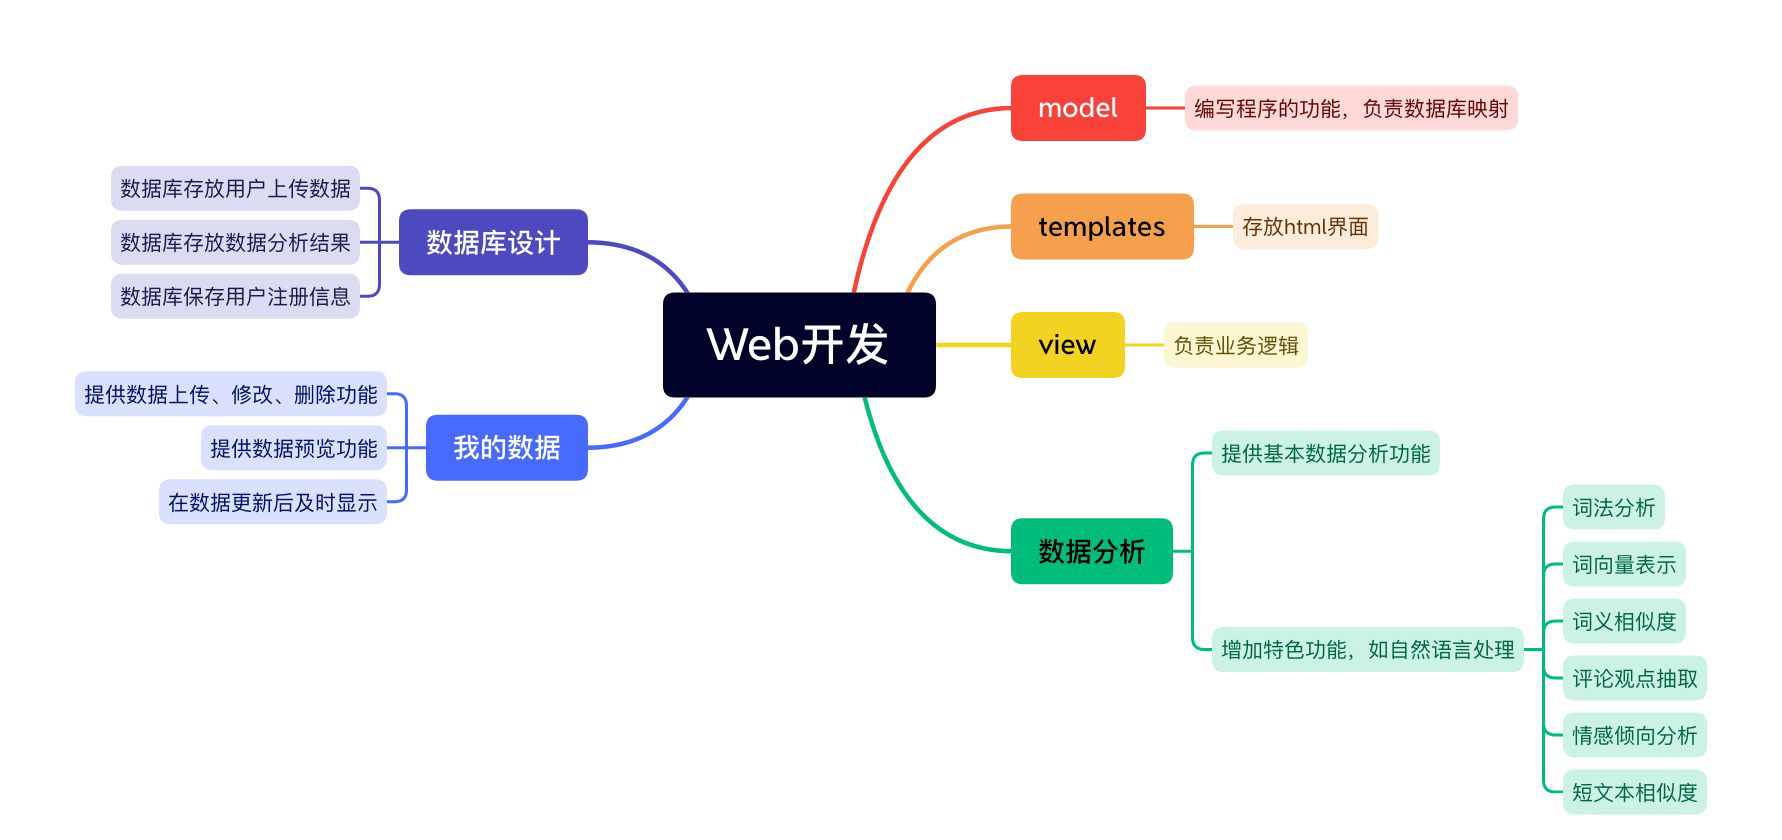 Web开发
model
编写程序的功能，负责数据库映射
templates
存放html界面
view
负责业务逻辑
数据分析
提供基本数据分析功能
增加特色功能，如自然语言处理
词法分析
词向量表示
词义相似度
评论观点抽取
情感倾向分析
短文本相似度
数据库设计
数据库存放用户上传数据
数据库存放数据分析结果
数据库保存用户注册信息
我的数据
提供数据上传、修改、删除功能
提供数据预览功能
在数据更新后及时显示